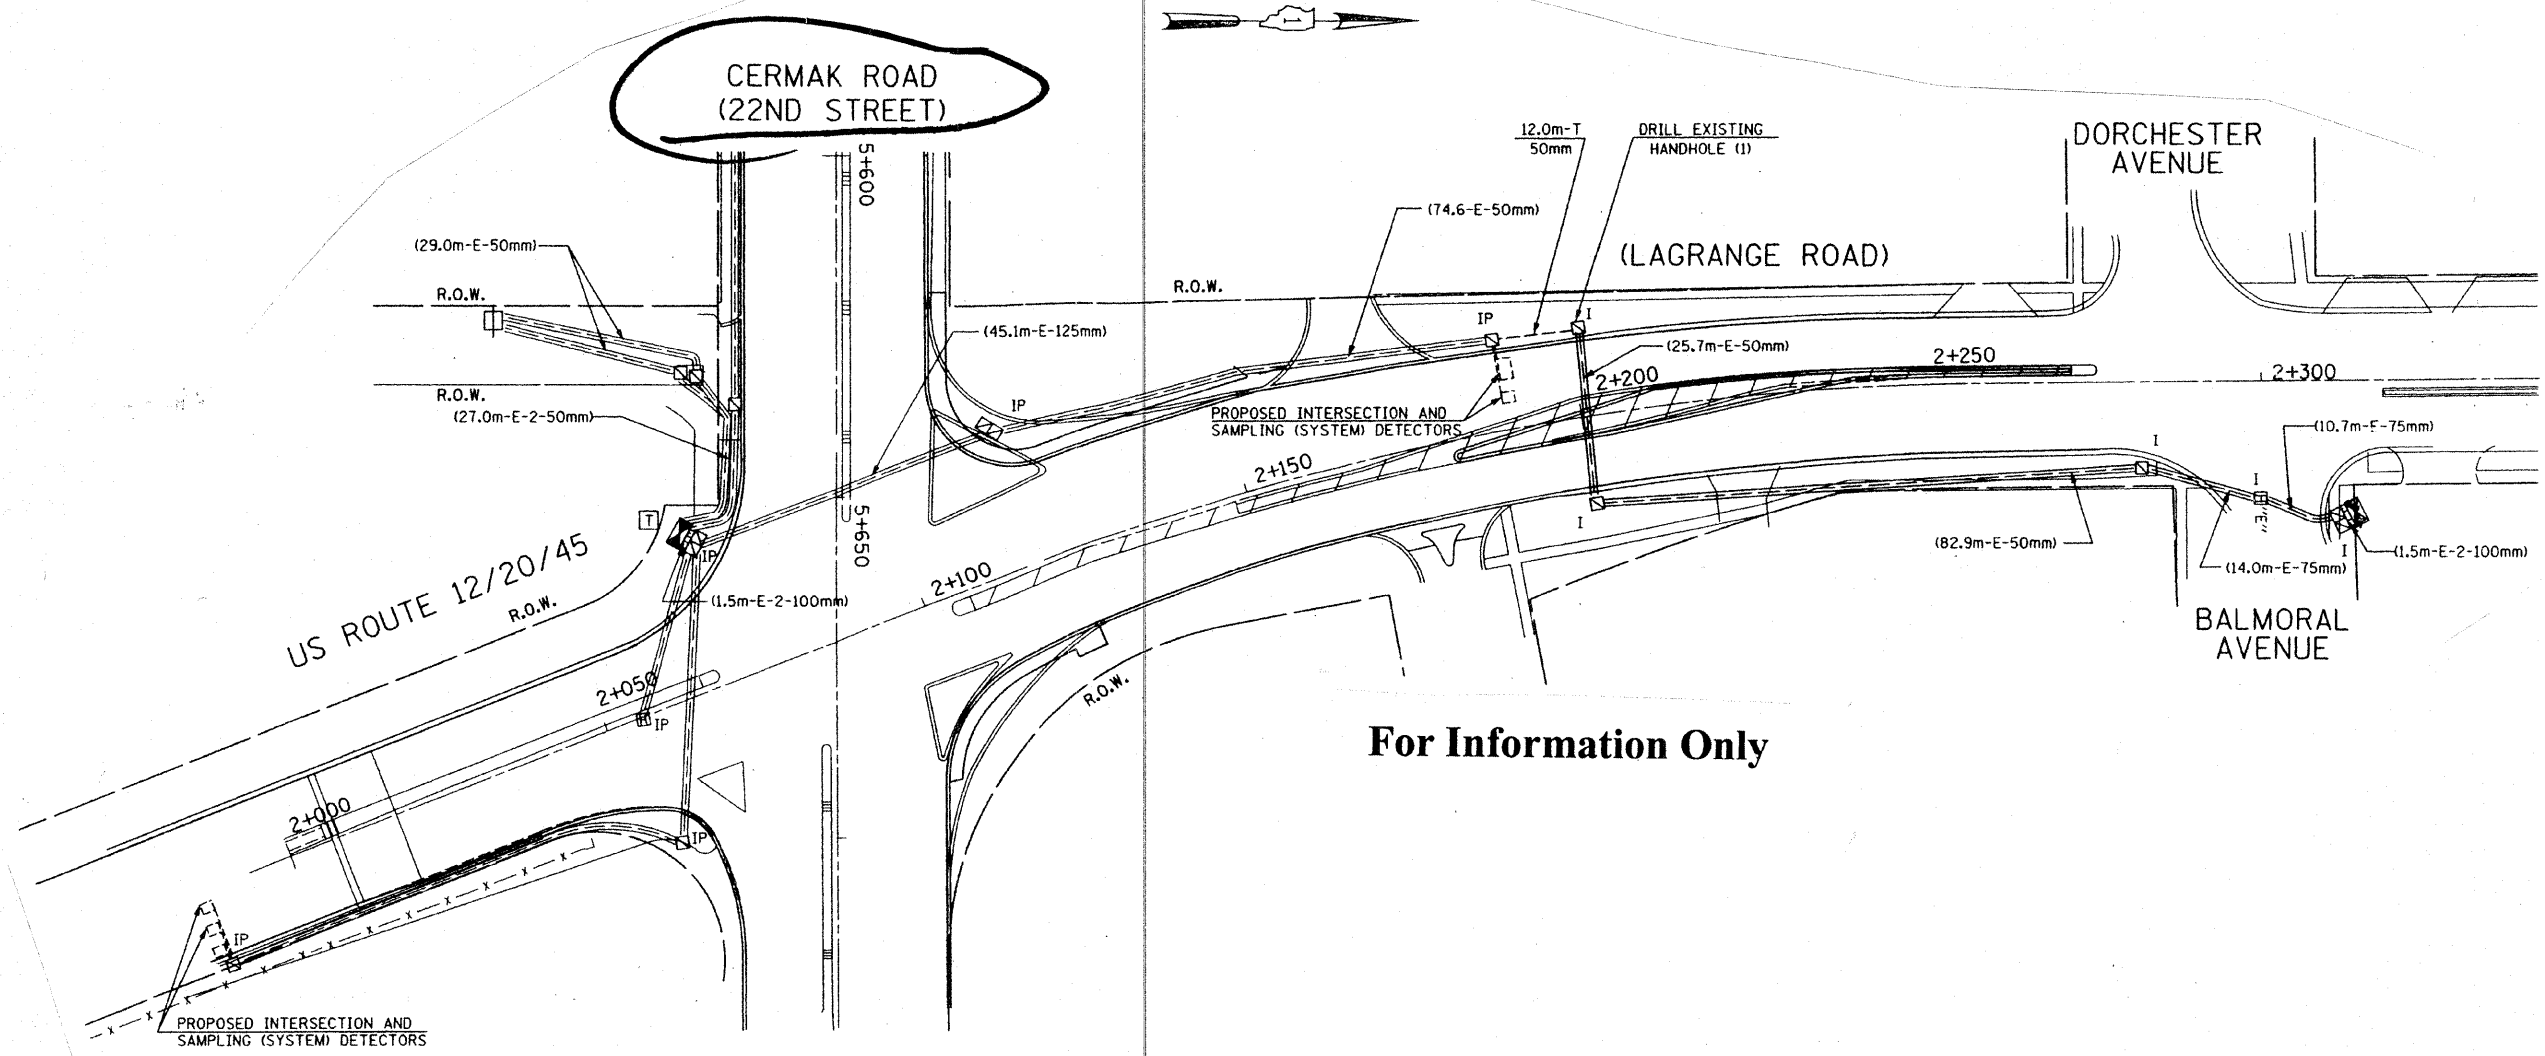 1
CERMAK ROAD
(22ND STREET)
5+600
12.0m-T
50mm
DRILL EXISTING
HANDHOLE (1)
DORCHESTER
AVENUE
(74.6-E-50mm)
(29.0m-E-50mm)
(LAGRANGE ROAD)
R.O.W.
R.O.W.
IP
I
(45.1m-E-125mm)
(25.7m-E-50mm)
2+250
2+300
2+200
R.O.W.
(27.0m-E-2-50mm)
IP
PROPOSED INTERSECTION AND
SAMPLING (SYSTEM) DETECTORS
(10.7m-E-75mm)
I
2+150
I
"E"
T
5+650
I
I
IP
(82.9m-E-50mm)
(1.5m-E-2-100mm)
(14.0m-E-75mm)
US ROUTE 12/20/45
R.O.W.
2+100
(1.5m-E-2-100mm)
BALMORAL
AVENUE
2+050
IP
R.O.W.
For Information Only
2+000
IP
x x x x x x x x x x x
IP
PROPOSED INTERSECTION AND
SAMPLING (SYSTEM) DETECTORS